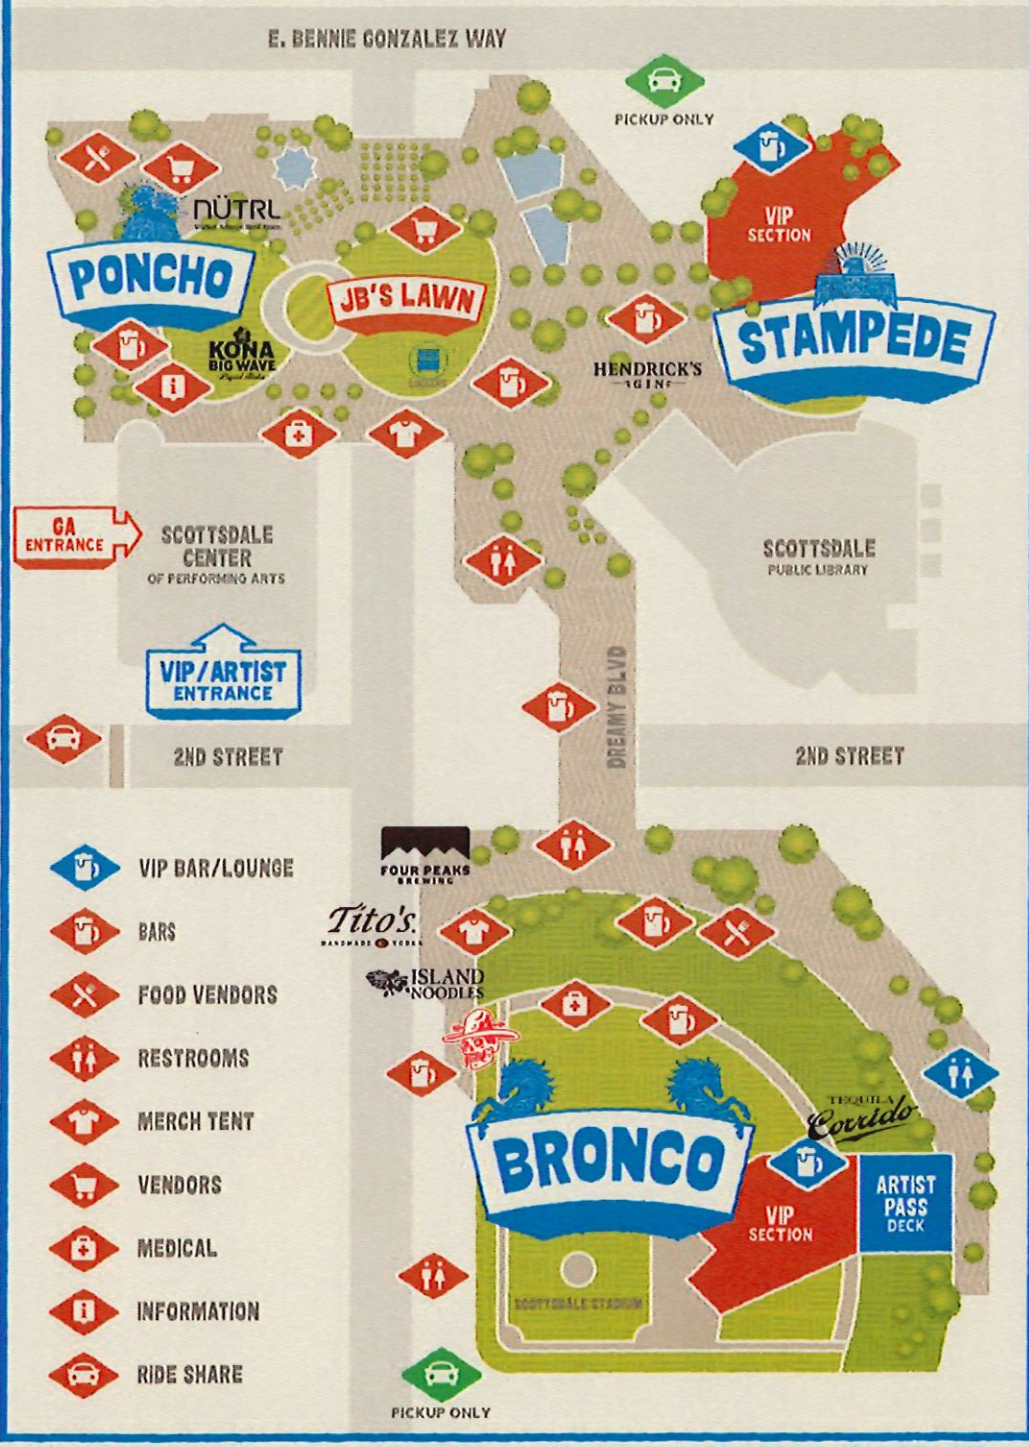 E. BENNIE GONZALEZ WAY
PICKUP ONLY
NÜTRL
VIP
SECTION
PONCHO
JB'S LAWN
STAMPEDE
KONA
BIG WAVE
Liquid Aloha
HENDRICK'S
GIN
GA
ENTRANCE
SCOTTSDALE
CENTER
OF PERFORMING ARTS
SCOTTSDALE
PUBLIC LIBRARY
VIP/ARTIST
ENTRANCE
DREAMY BLVD
2ND STREET
2ND STREET
VIP BAR/LOUNGE
BARS
FOOD VENDORS
RESTROOMS
MERCH TENT
VENDORS
MEDICAL
INFORMATION
RIDE SHARE
FOUR PEAKS
BREWING
Tito's
HANDMADE VODKA
ISLAND
NOODLES
TEQUILA
Corrido
BRONCO
VIP
SECTION
ARTIST
PASS
DECK
SCOTTSDALE STADIUM
PICKUP ONLY